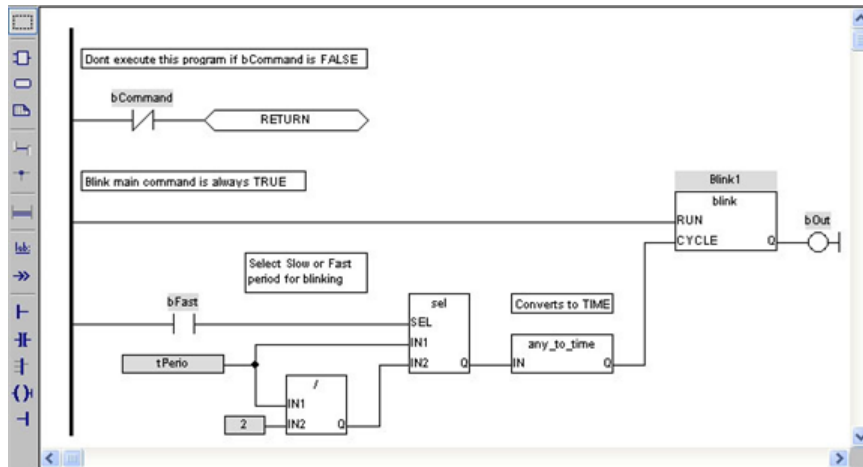 Dont execute this program if bCommand is FALSE
bCommand
RETURN
Blink main command is always TRUE
Blink1
blink
RUN
CYCLE Q
bOut
Select Slow or Fast
period for blinking
bFast
sel
SEL
IN1
IN2 Q
Converts to TIME
any_to_time
IN Q
tPerio
/
IN1
2
IN2 Q
lab: